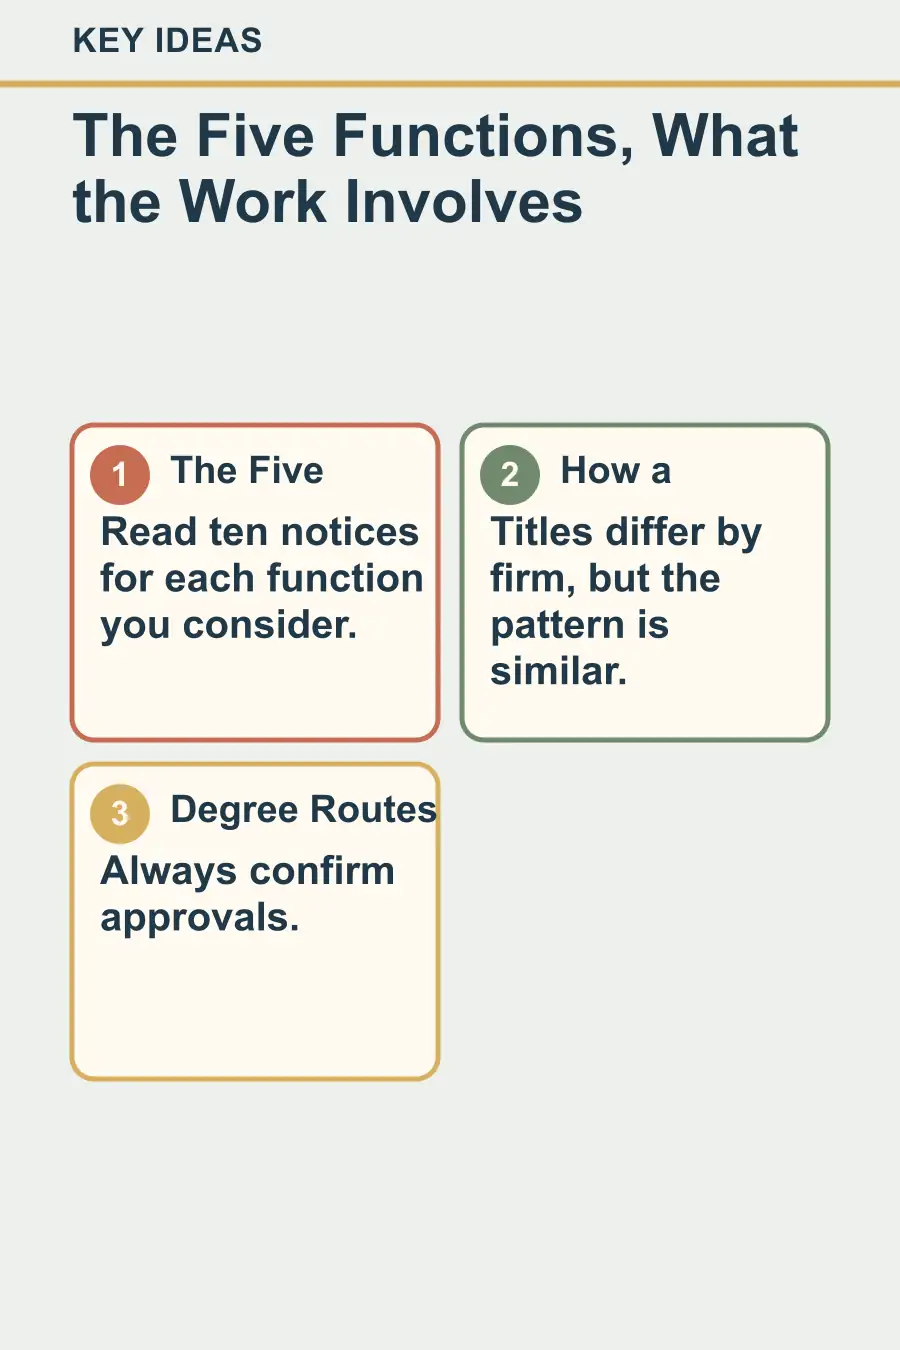 KEY IDEAS
The Five Functions, What
the Work Involves
1 The Five
Read ten notices
for each function
you consider.
2 How a
Titles differ by
firm, but the
pattern is
similar.
3 Degree Routes
Always confirm
approvals.